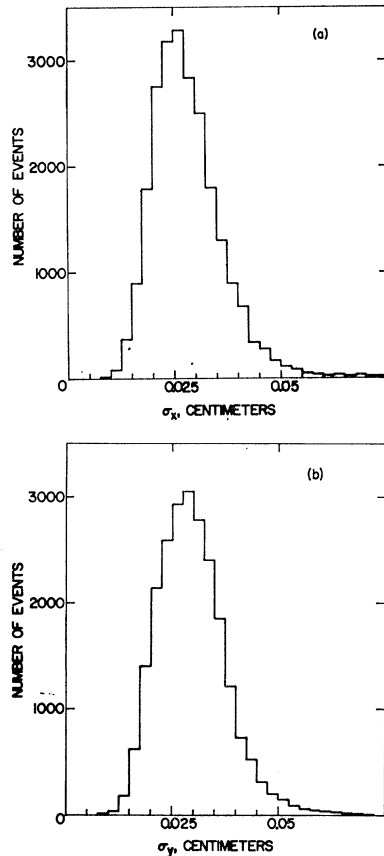 (a)
3000
2000
1000
NUMBER OF EVENTS
0
0.025
0.05
σx, CENTIMETERS
(b)
3000
2000
1000
0
NUMBER OF EVENTS
0.025
0.05
σy, CENTIMETERS